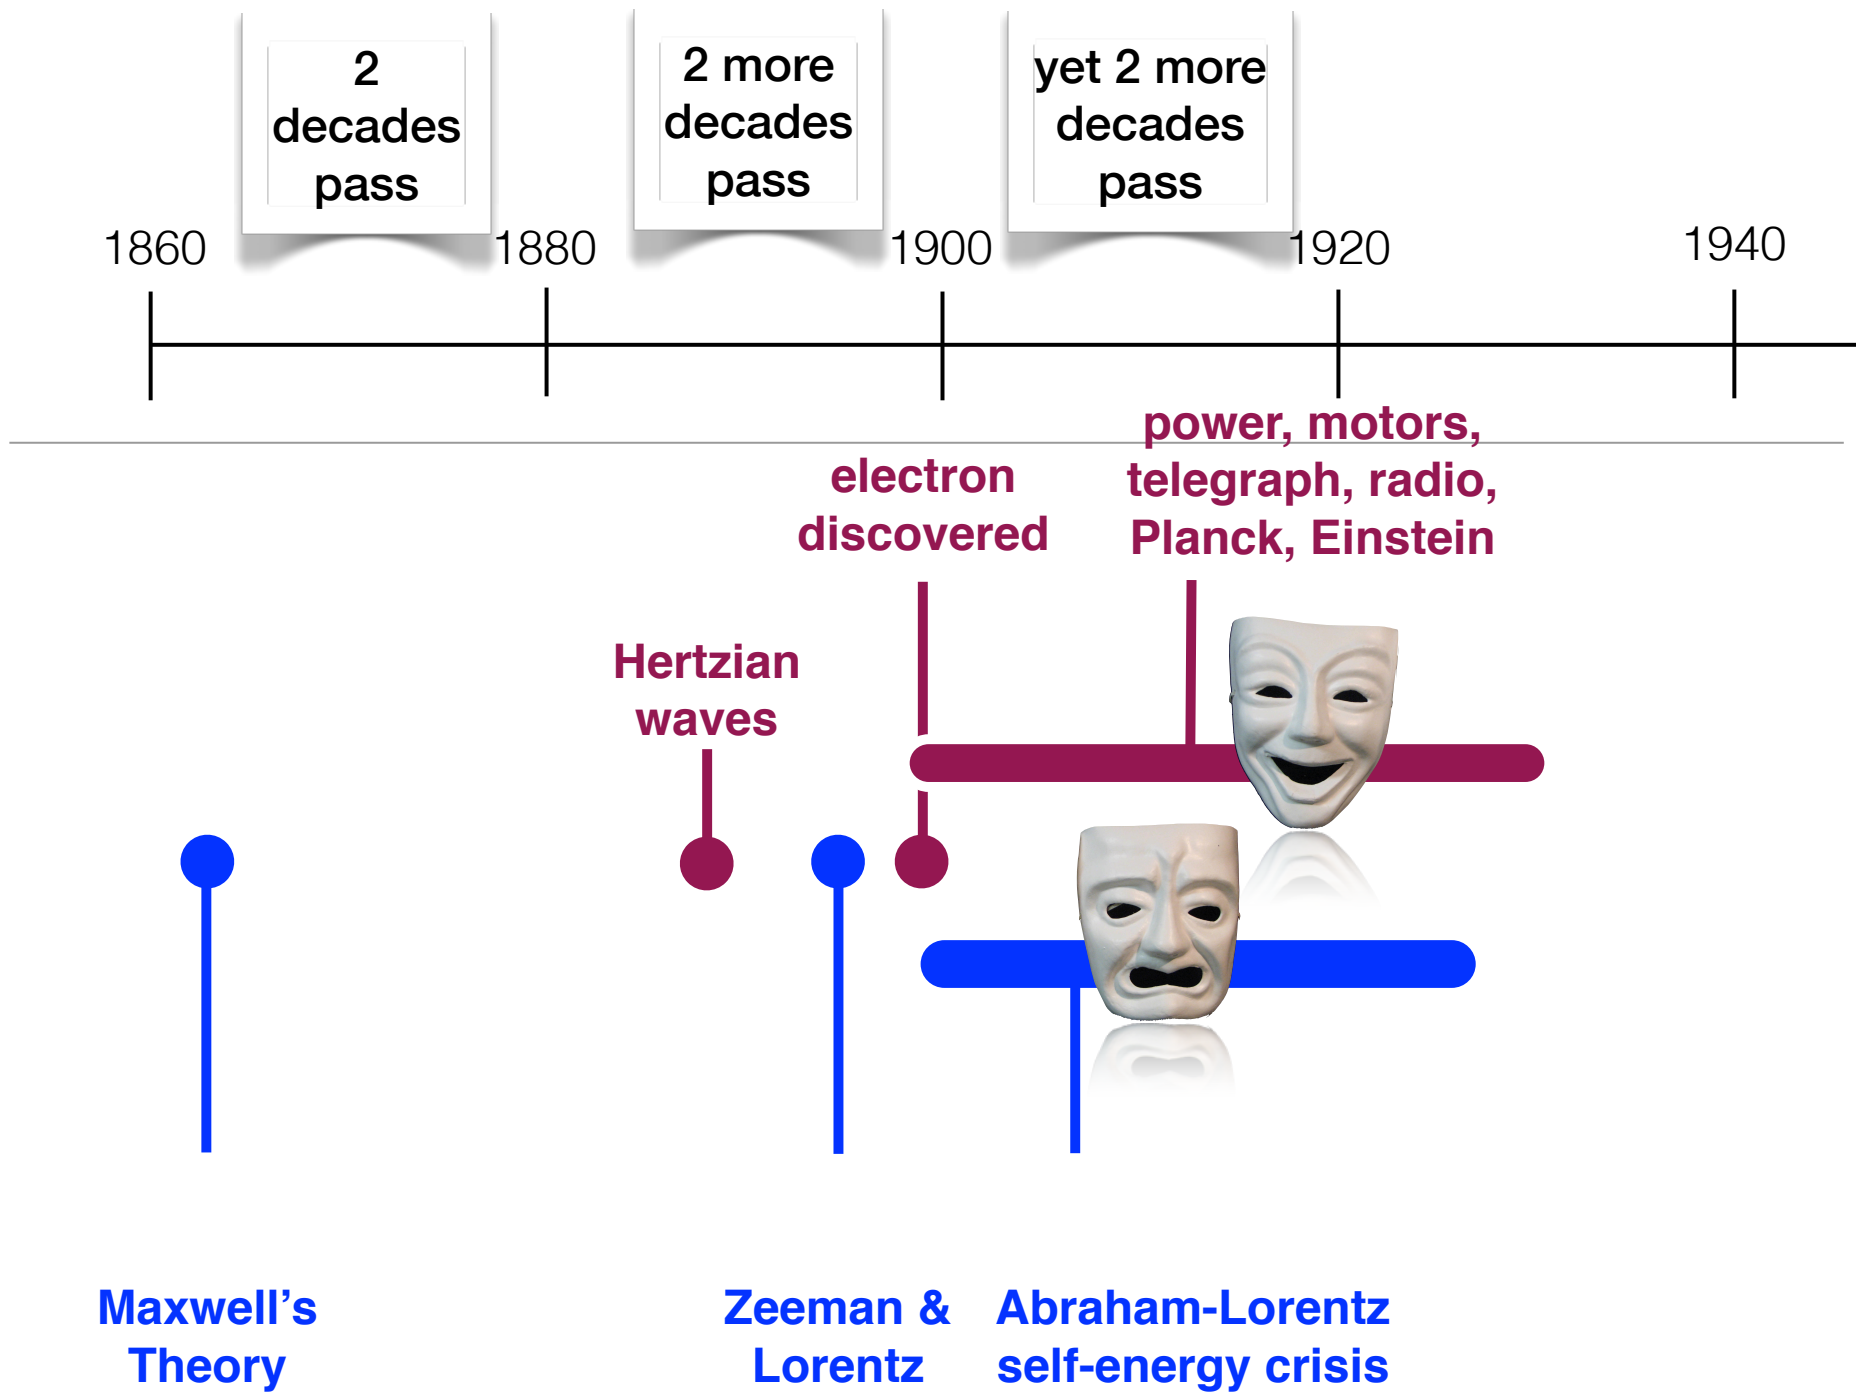 2
decades
pass
2 more
decades
pass
yet 2 more
decades
pass
1860
1880
1900
1920
1940
electron
discovered
power, motors,
telegraph, radio,
Planck, Einstein
Hertzian
waves
Maxwell’s
Theory
Zeeman &
Lorentz
Abraham-Lorentz
self-energy crisis